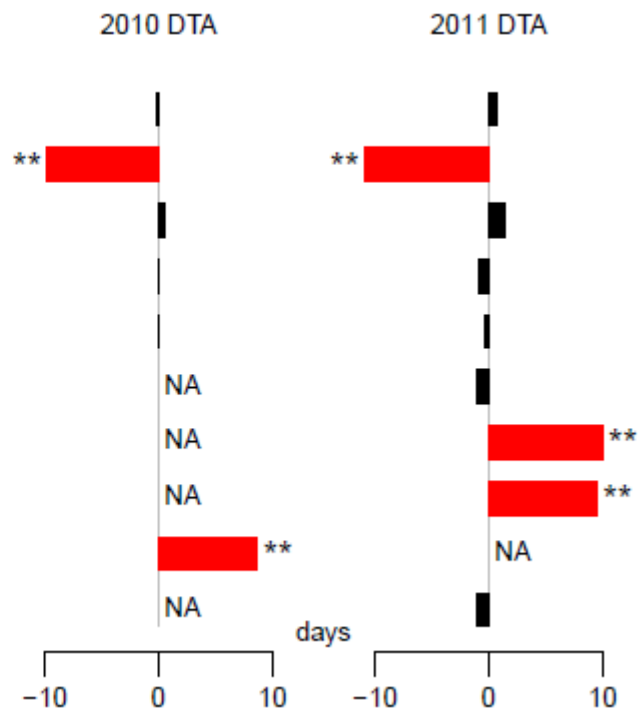 2010 DTA 2011 DTA
** **
NA
NA **
NA **
** NA
NA
days
−10 0 10 −10 0 10